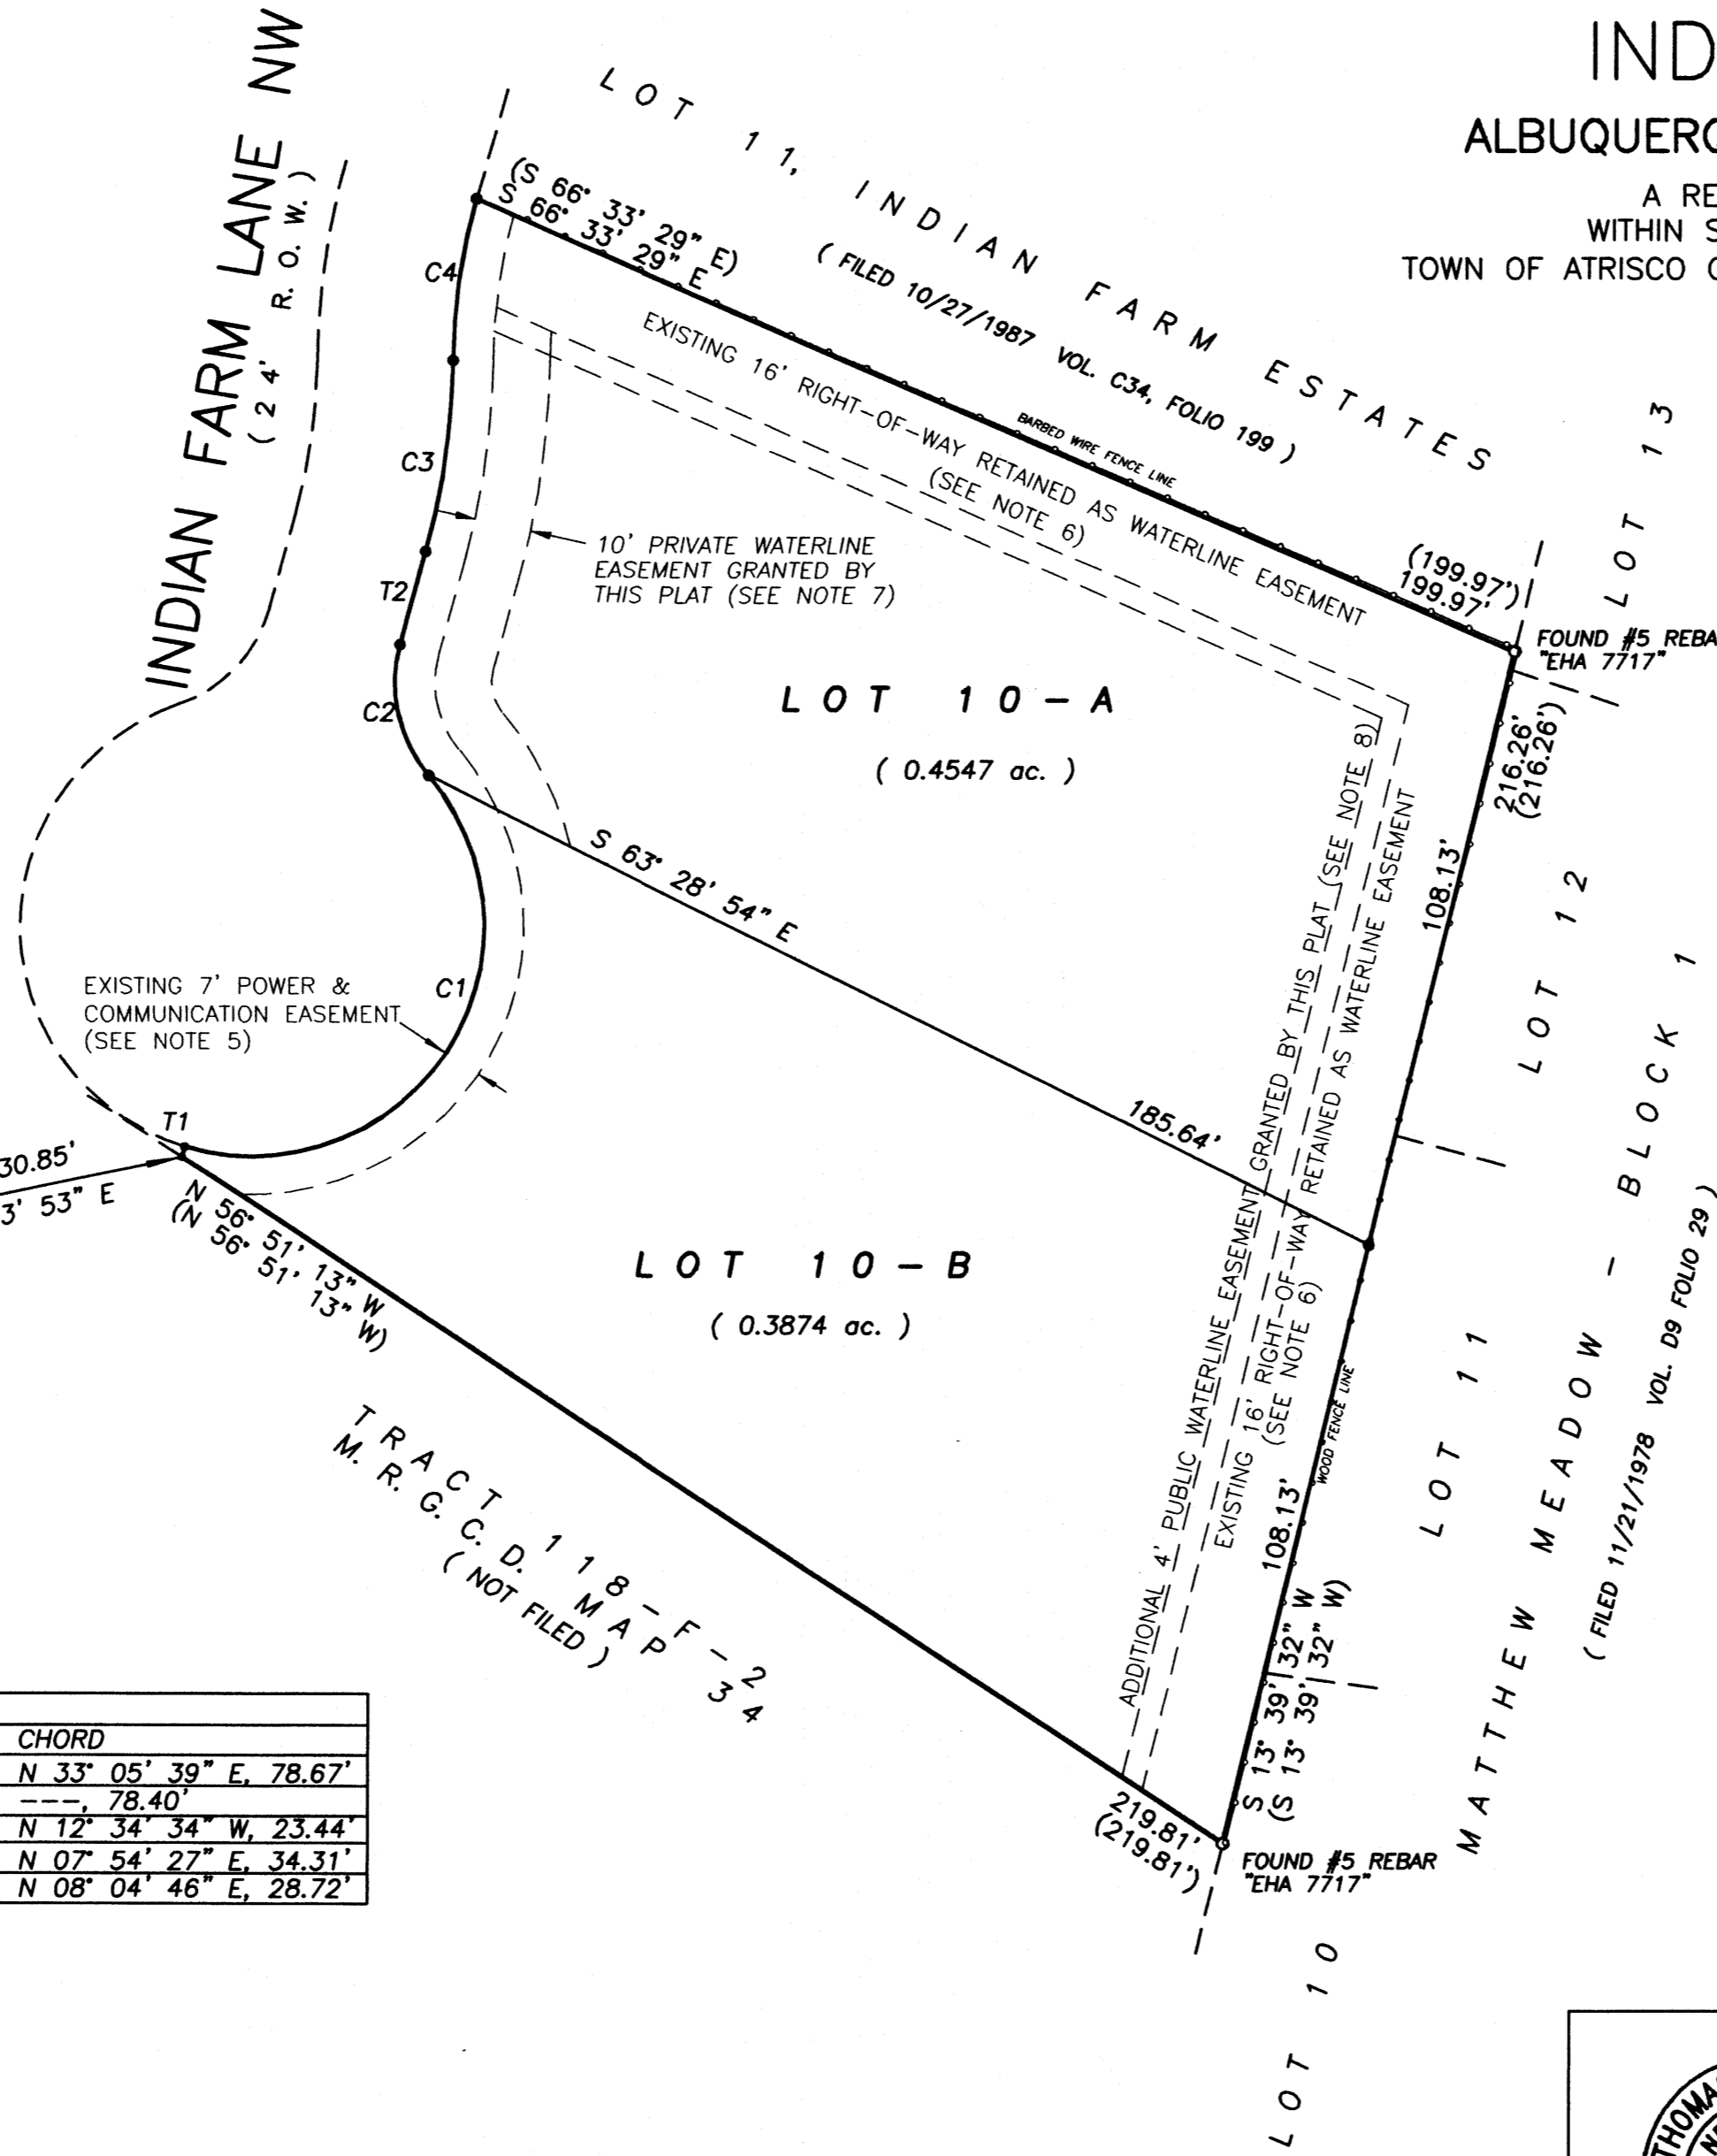 IND
ALBUQUERQ
A RE
WITHIN S
TOWN OF ATRISCO G
INDIAN FARM LANE NW
( 24' R. O. W. )
LOT 11, INDIAN FARM ESTATES
( FILED 10/27/1987 VOL. C34, FOLIO 199 )
(S 66° 33' 29" E)
S 66° 33' 29" E
C4
EXISTING 16' RIGHT-OF-WAY RETAINED AS WATERLINE EASEMENT
(SEE NOTE 6)
BARBED WIRE FENCE LINE
(199.97')
199.97'
LOT 13
C3
10' PRIVATE WATERLINE
EASEMENT GRANTED BY
THIS PLAT (SEE NOTE 7)
T2
FOUND #5 REBA
"EHA 7717"
C2
LOT 10-A
( 0.4547 ac. )
216.26'
(216.26')
108.13'
S 63° 28' 54" E
185.64'
LOT 12
EXISTING 7' POWER &
COMMUNICATION EASEMENT
(SEE NOTE 5)
C1
T1
30.85'
3' 53" E
N 56° 51' 13" W
(N 56° 51' 13" W)
LOT 10-B
( 0.3874 ac. )
ADDITIONAL 4' PUBLIC WATERLINE EASEMENT GRANTED BY THIS PLAT (SEE NOTE 8)
EXISTING 16' RIGHT-OF-WAY RETAINED AS WATERLINE EASEMENT
(SEE NOTE 6)
WOOD FENCE LINE
108.13'
S 13° 39' 32" W
(S 13° 39' 32" W)
LOT 11
MATTHEW MEADOW - BLOCK 1
( FILED 11/21/1978 VOL. D9 FOLIO 29 )
TRACT 118-F-2
M. R. G. C. D. MAP 34
( NOT FILED )
219.81'
(219.81')
FOUND #5 REBAR
"EHA 7717"
LOT 10
CHORD
N 33° 05' 39" E, 78.67'
---, 78.40'
N 12° 34' 34" W, 23.44'
N 07° 54' 27" E, 34.31'
N 08° 04' 46" E, 28.72'
THOMA